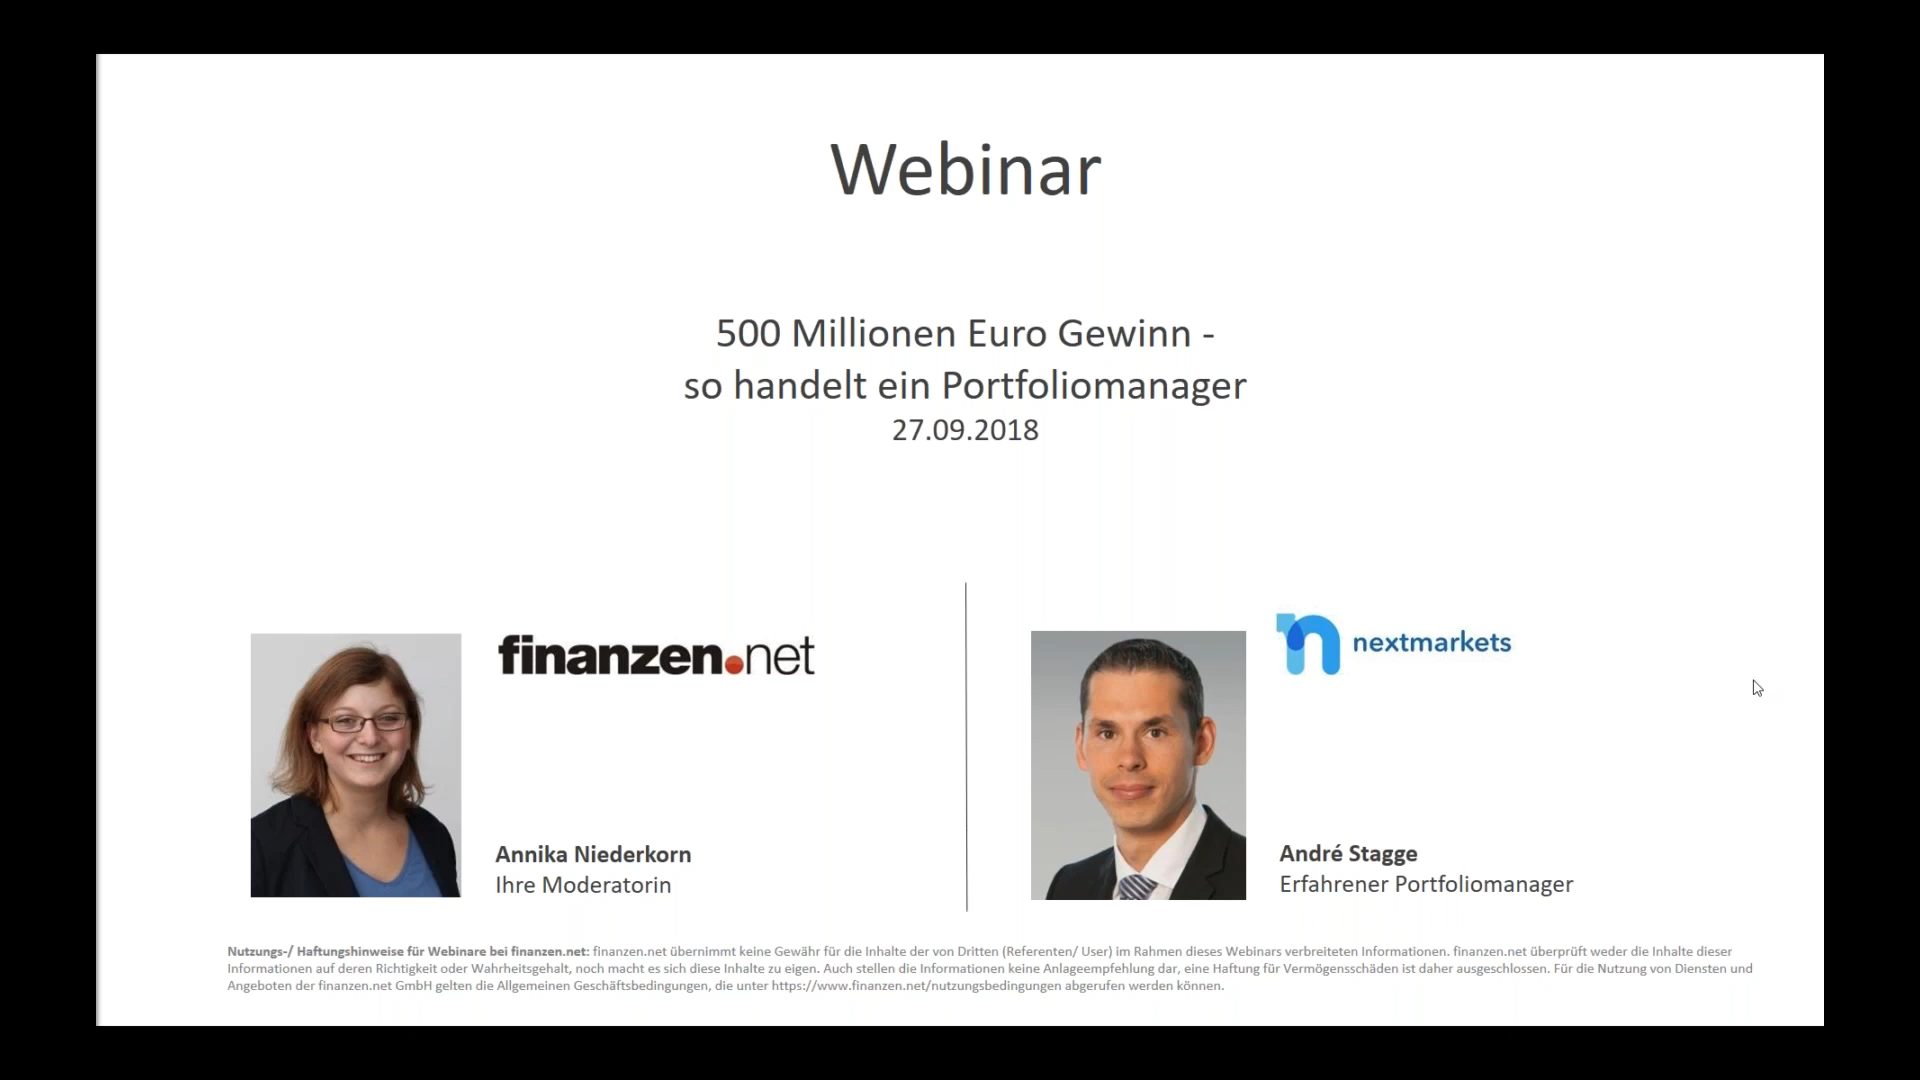 Webinar
500 Millionen Euro Gewinn -
so handelt ein Portfoliomanager
27.09.2018
finanzen.net
nextmarkets
Annika Niederkorn
Ihre Moderatorin
André Stagge
Erfahrener Portfoliomanager
Nutzungs-/ Haftungshinweise für Webinare bei finanzen.net: finanzen.net übernimmt keine Gewähr für die Inhalte der von Dritten (Referenten/ User) im Rahmen dieses Webinars verbreiteten Informationen. finanzen.net überprüft weder die Inhalte dieser
Informationen auf deren Richtigkeit oder Wahrheitsgehalt, noch macht es sich diese Inhalte zu eigen. Auch stellen die Informationen keine Anlageempfehlung dar, eine Haftung für Vermögensschäden ist daher ausgeschlossen. Für die Nutzung von Diensten und
Angeboten der finanzen.net GmbH gelten die Allgemeinen Geschäftsbedingungen, die unter https://www.finanzen.net/nutzungsbedingungen abgerufen werden können.